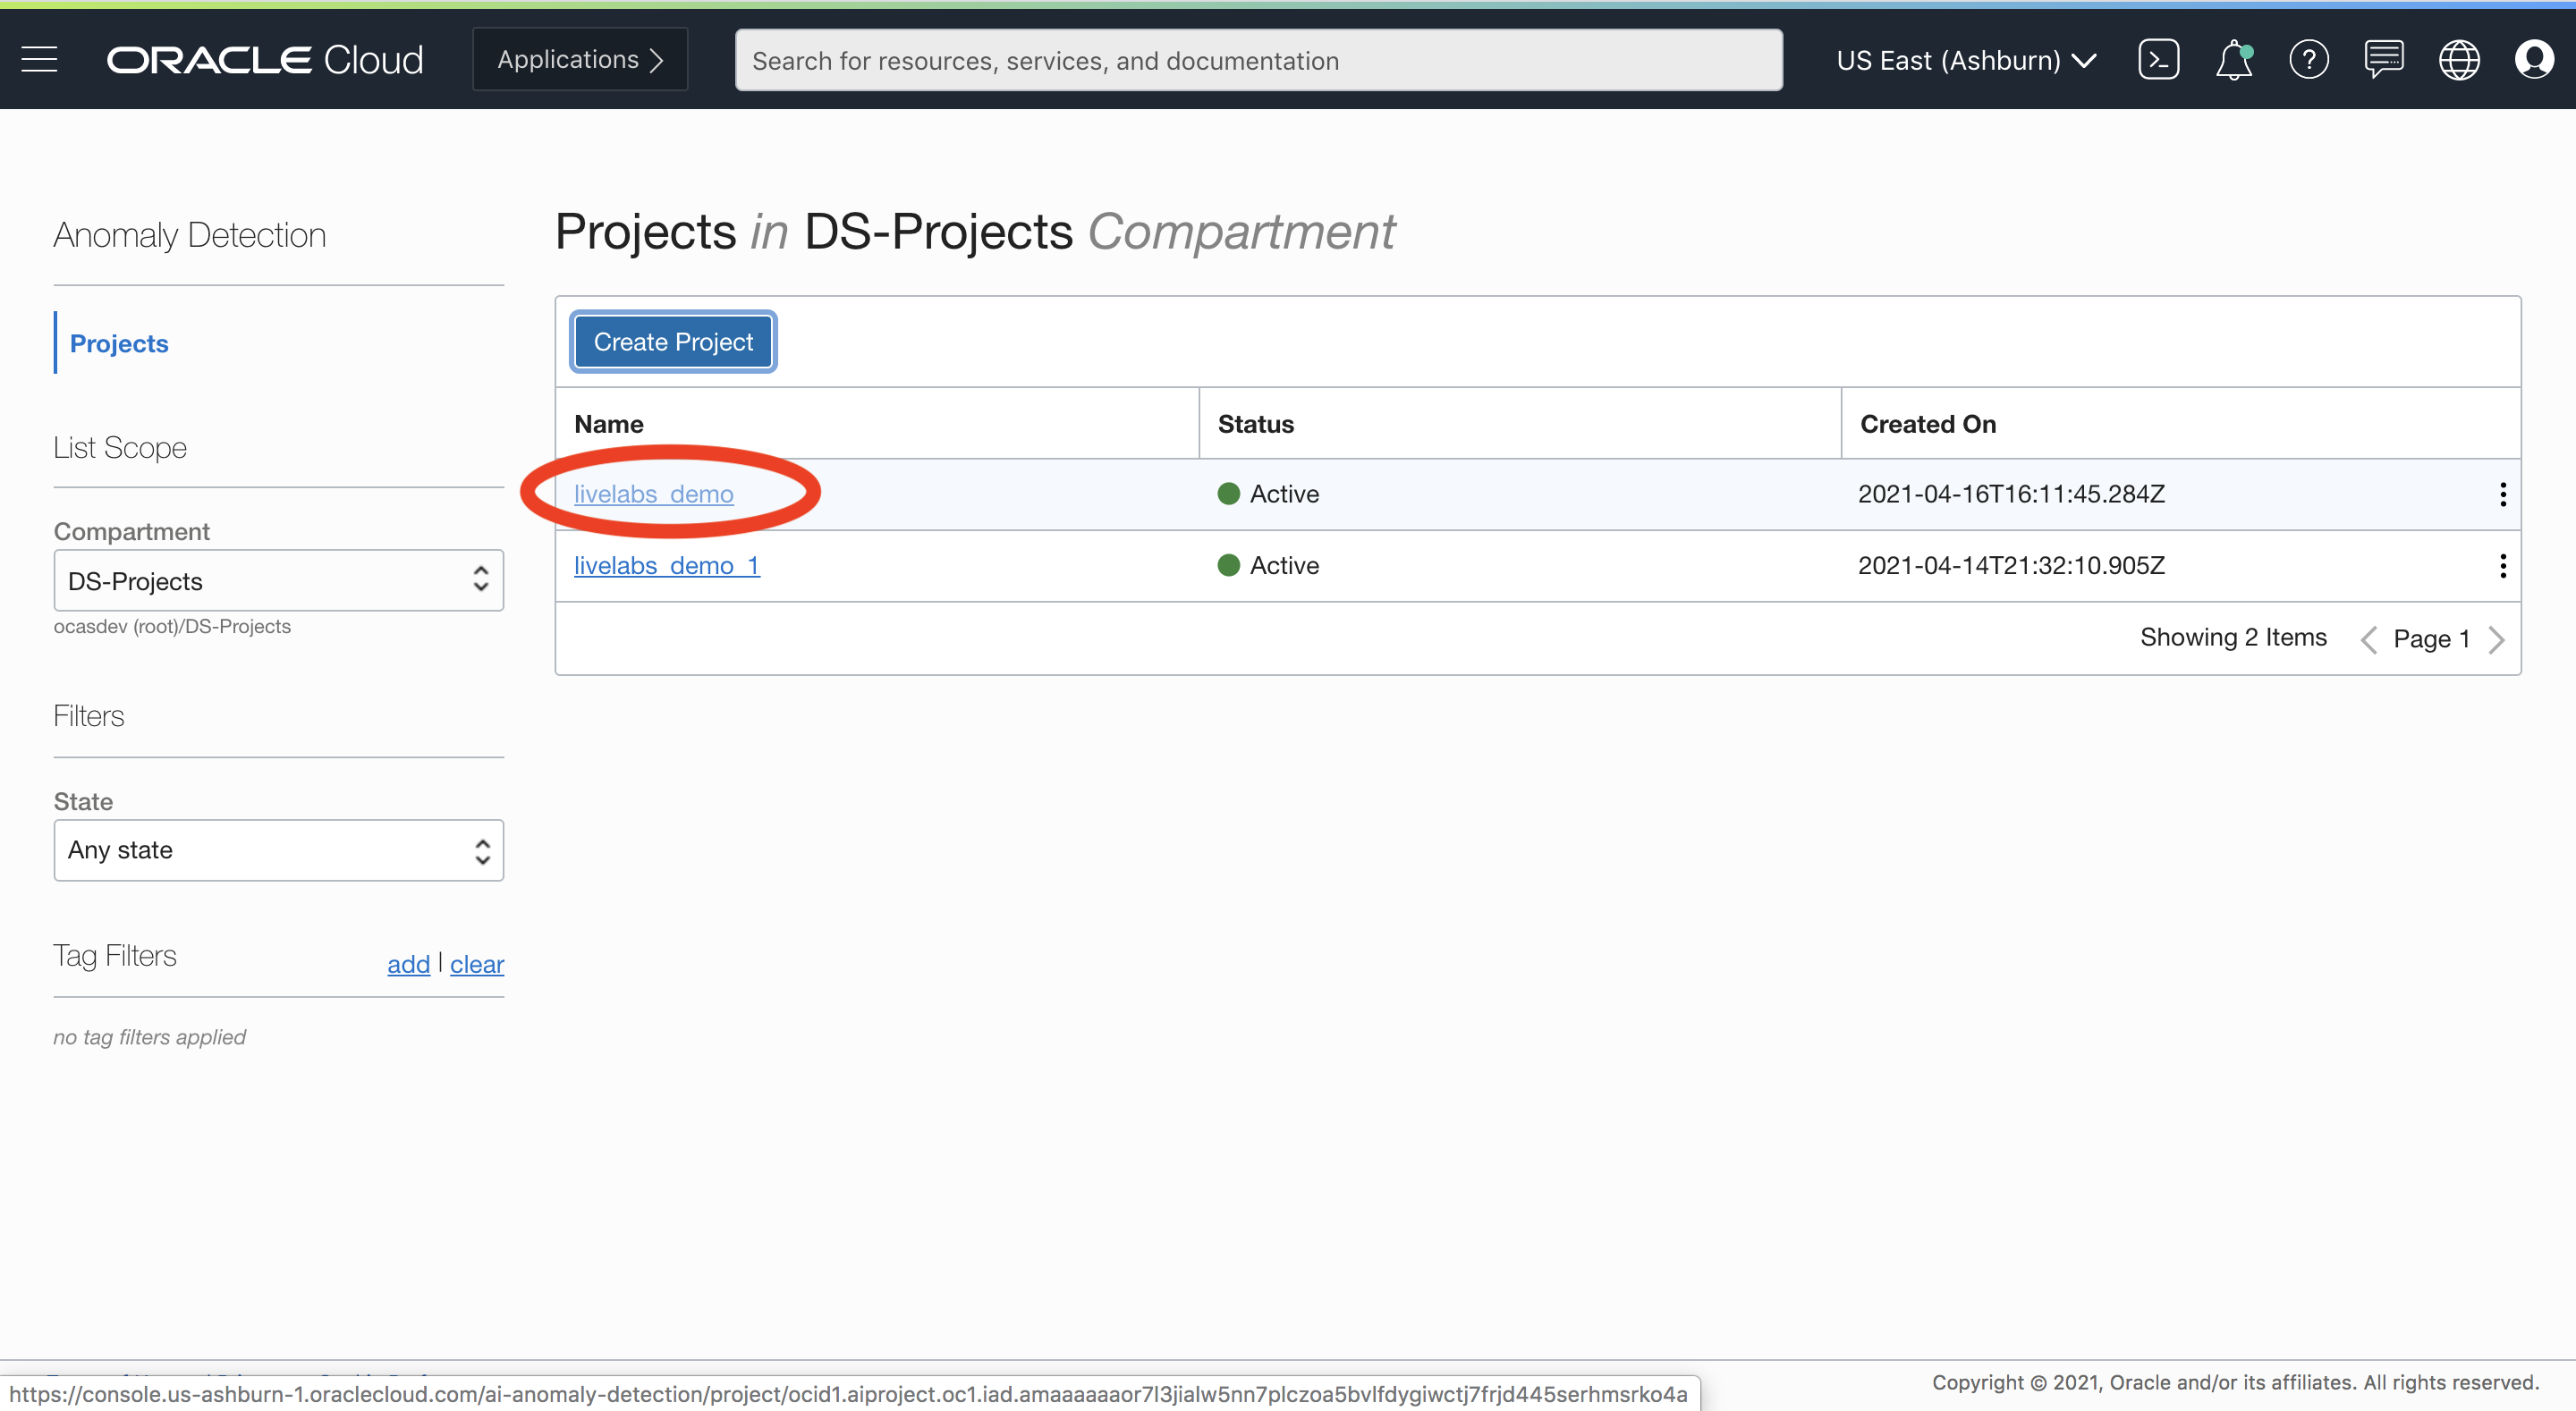 ORACLE Cloud
Applications
Search for resources, services, and documentation
US East (Ashburn)
Anomaly Detection
Projects
List Scope
Compartment
DS-Projects
ocasdev (root)/DS-Projects
Filters
State
Any state
Tag Filters
add | clear
no tag filters applied
Projects in DS-Projects Compartment
Create Project
Name Status Created On
livelabs_demo Active 2021-04-16T16:11:45.284Z
livelabs_demo_1 Active 2021-04-14T21:32:10.905Z
Showing 2 Items Page 1
https://console.us-ashburn-1.oraclecloud.com/ai-anomaly-detection/project/ocid1.aiproject.oc1.iad.amaaaaaaor7l3jialw5nn7plczoa5bvlfdygiwctj7frjd445serhmsrko4a
Copyright © 2021, Oracle and/or its affiliates. All rights reserved.